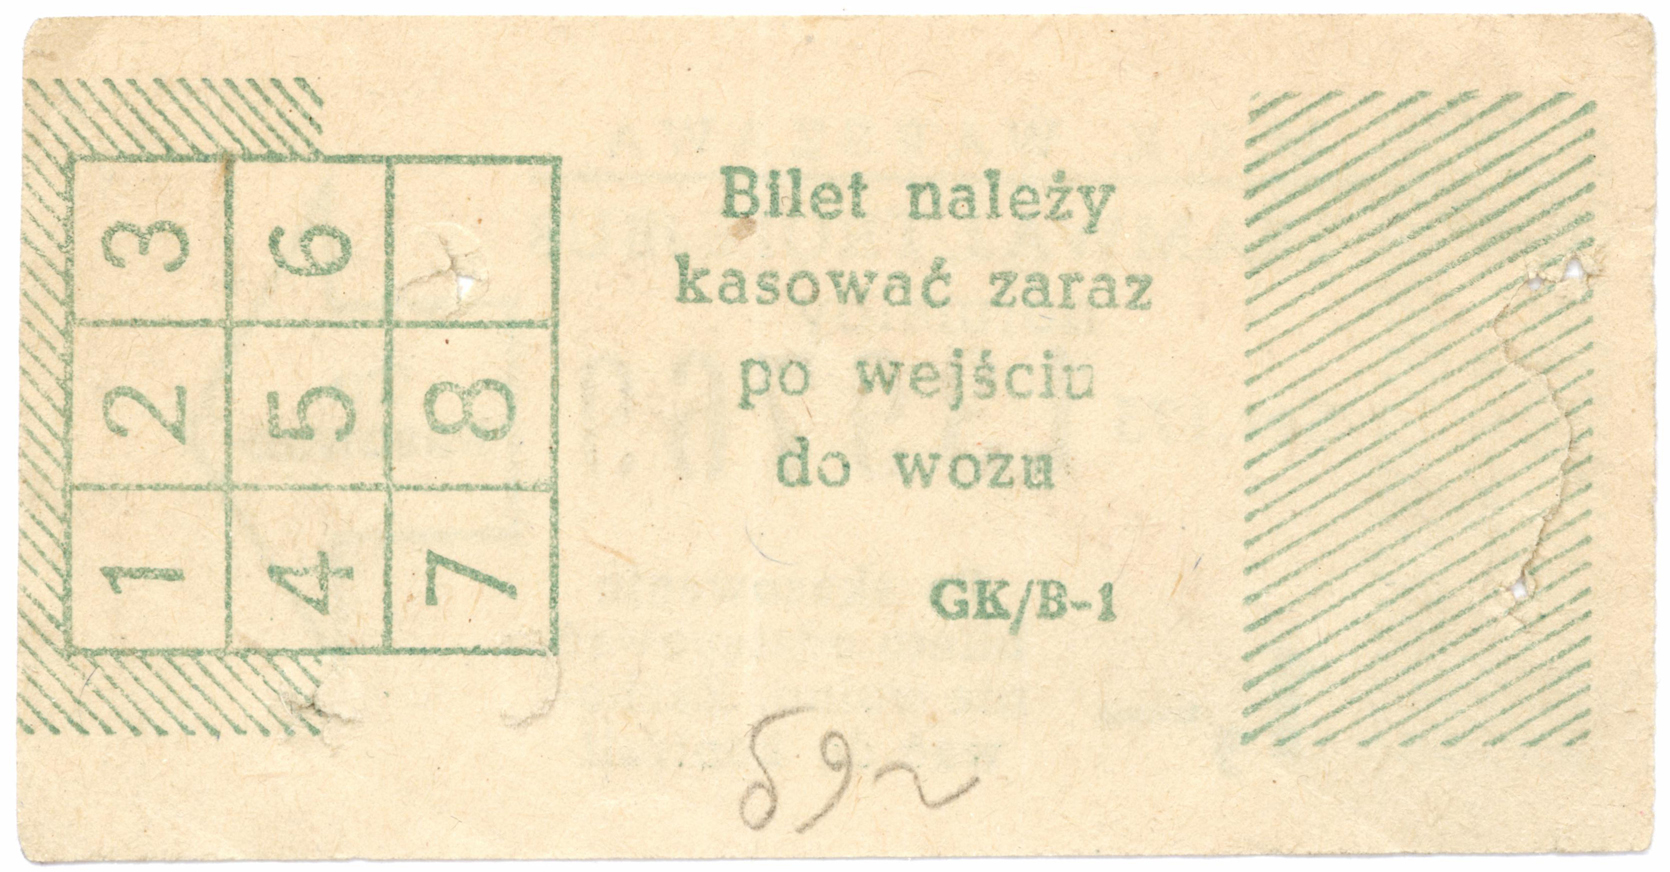 3 6
2 5 8
1 4 7
Bilet należy
kasować zaraz
po wejściu
do wozu
GK/B-1